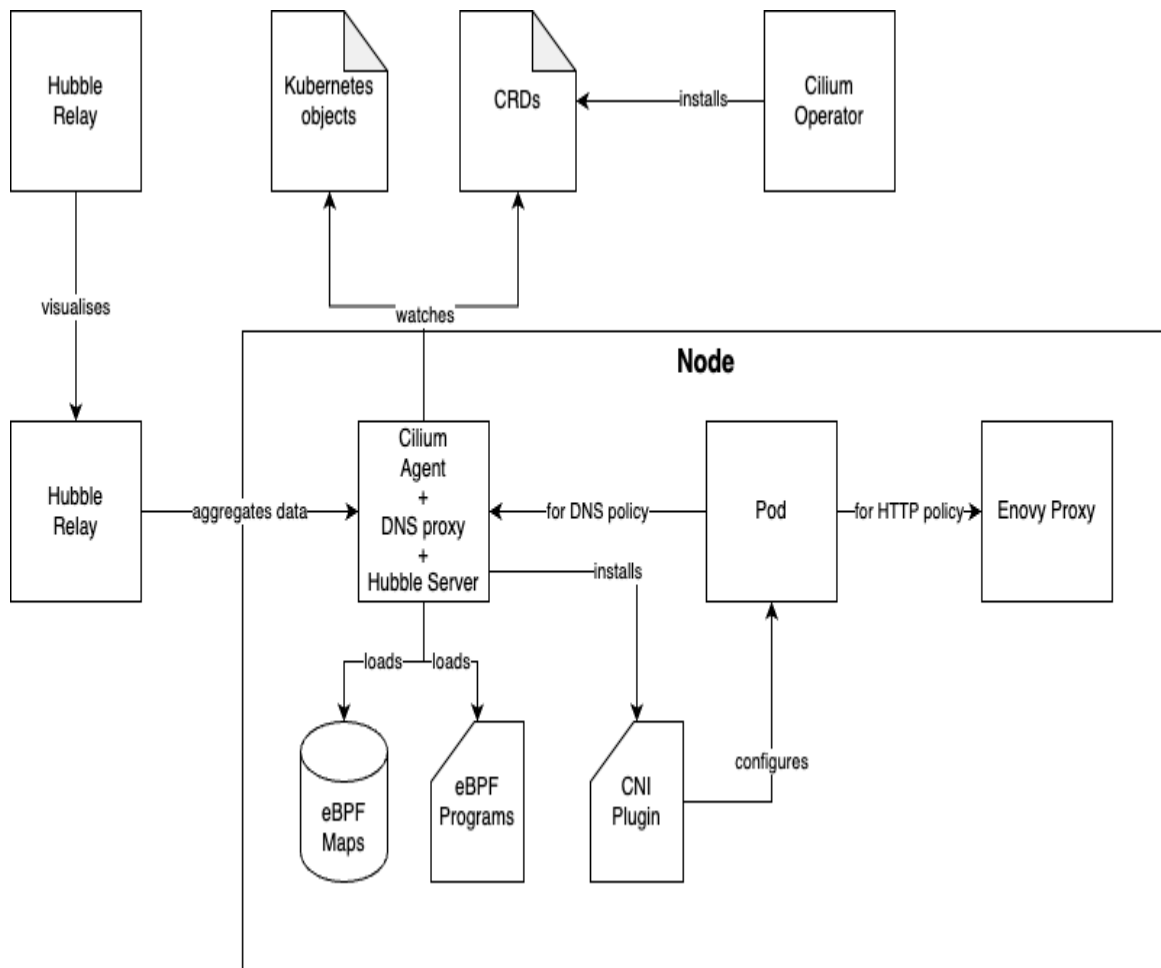 Hubble
Relay
Kubernetes
objects
CRDs
installs
Cilium
Operator
visualises
watches
Node
Hubble
Relay
aggregates data
Cilium
Agent
+
DNS proxy
+
Hubble Server
for DNS policy
Pod
for HTTP policy
Enovy Proxy
installs
loads
loads
eBPF
Maps
eBPF
Programs
CNI
Plugin
configures